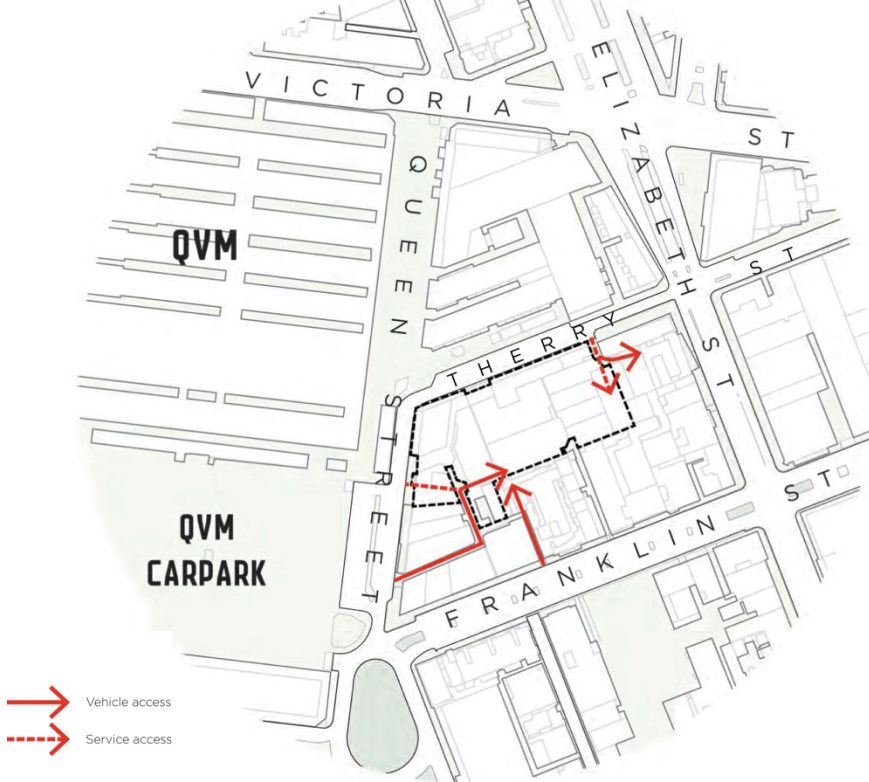 VICTORIA ST
ELIZABETH ST
QUEEN STREET
QVM
THERRY ST
QVM
CARPARK
FRANKLIN ST
Vehicle access
Service access